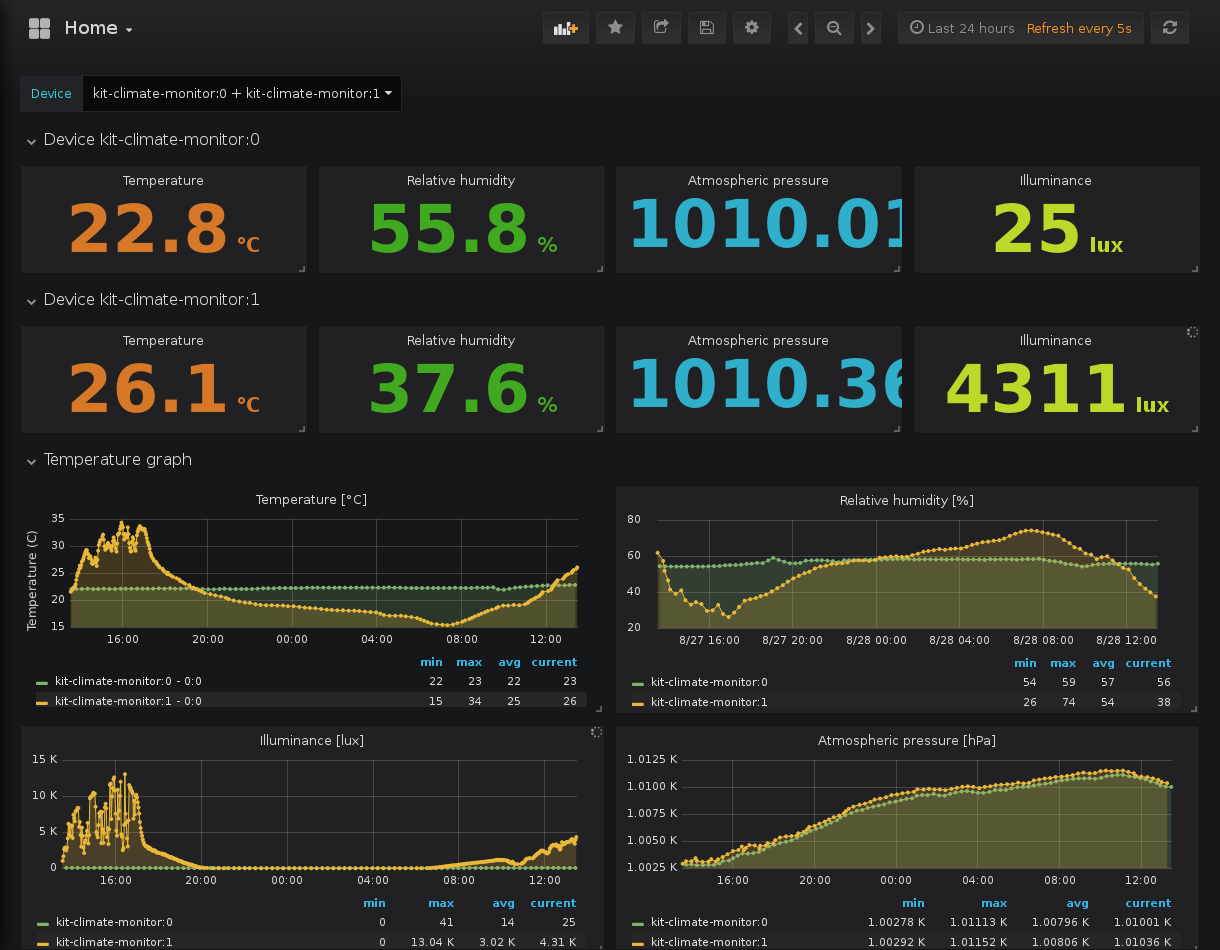 Home
Last 24 hours Refresh every 5s
Device kit-climate-monitor:0 + kit-climate-monitor:1
Device kit-climate-monitor:0
Temperature Relative humidity Atmospheric pressure Illuminance
22.8 °C 55.8 % 1010.01 25 lux
Device kit-climate-monitor:1
Temperature Relative humidity Atmospheric pressure Illuminance
26.1 °C 37.6 % 1010.36 4311 lux
Temperature graph
Temperature [°C]
Temperature (C)
35
30
25
20
15
16:00 20:00 00:00 04:00 08:00 12:00
min max avg current
kit-climate-monitor:0 - 0:0 22 23 22 23
kit-climate-monitor:1 - 0:0 15 34 25 26
Relative humidity [%]
80
60
40
20
8/27 16:00 8/27 20:00 8/28 00:00 8/28 04:00 8/28 08:00 8/28 12:00
min max avg current
kit-climate-monitor:0 54 59 57 56
kit-climate-monitor:1 26 74 54 38
Illuminance [lux]
15 K
10 K
5 K
0
16:00 20:00 00:00 04:00 08:00 12:00
min max avg current
kit-climate-monitor:0 0 41 14 25
kit-climate-monitor:1 0 13.04 K 3.02 K 4.31 K
Atmospheric pressure [hPa]
1.0125 K
1.0100 K
1.0075 K
1.0050 K
1.0025 K
16:00 20:00 00:00 04:00 08:00 12:00
min max avg current
kit-climate-monitor:0 1.00278 K 1.01113 K 1.00796 K 1.01001 K
kit-climate-monitor:1 1.00292 K 1.01152 K 1.00806 K 1.01036 K